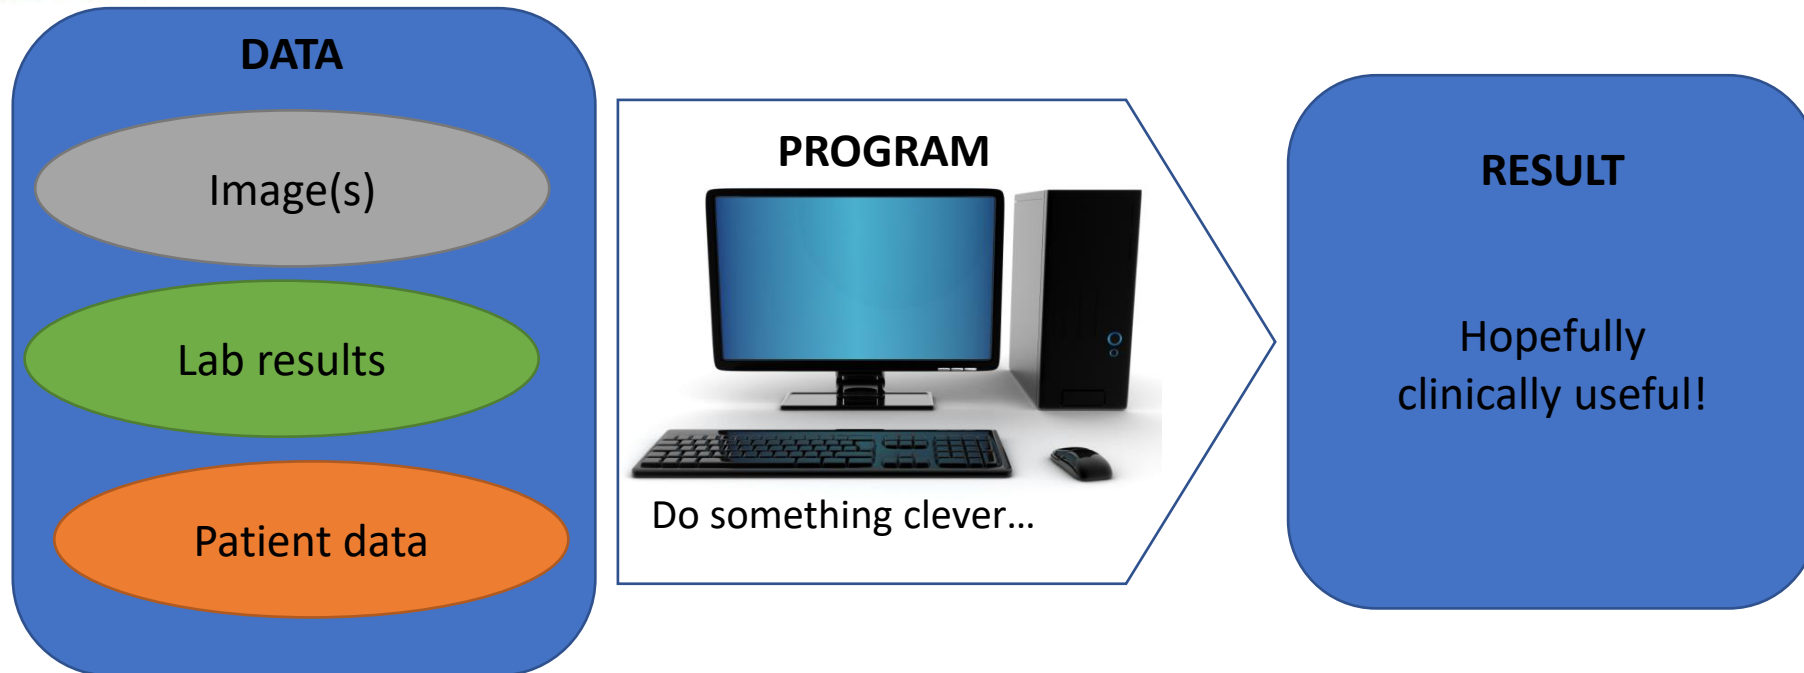 DATA
Image(s)
Lab results
Patient data
PROGRAM
Do something clever…
RESULT
Hopefully
clinically useful!